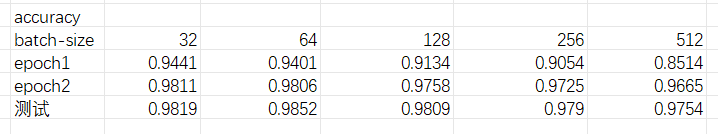 accuracy
batch-size 32 64 128 256 512
epoch1 0.9441 0.9401 0.9134 0.9054 0.8514
epoch2 0.9811 0.9806 0.9758 0.9725 0.9665
测试 0.9819 0.9852 0.9809 0.979 0.9754